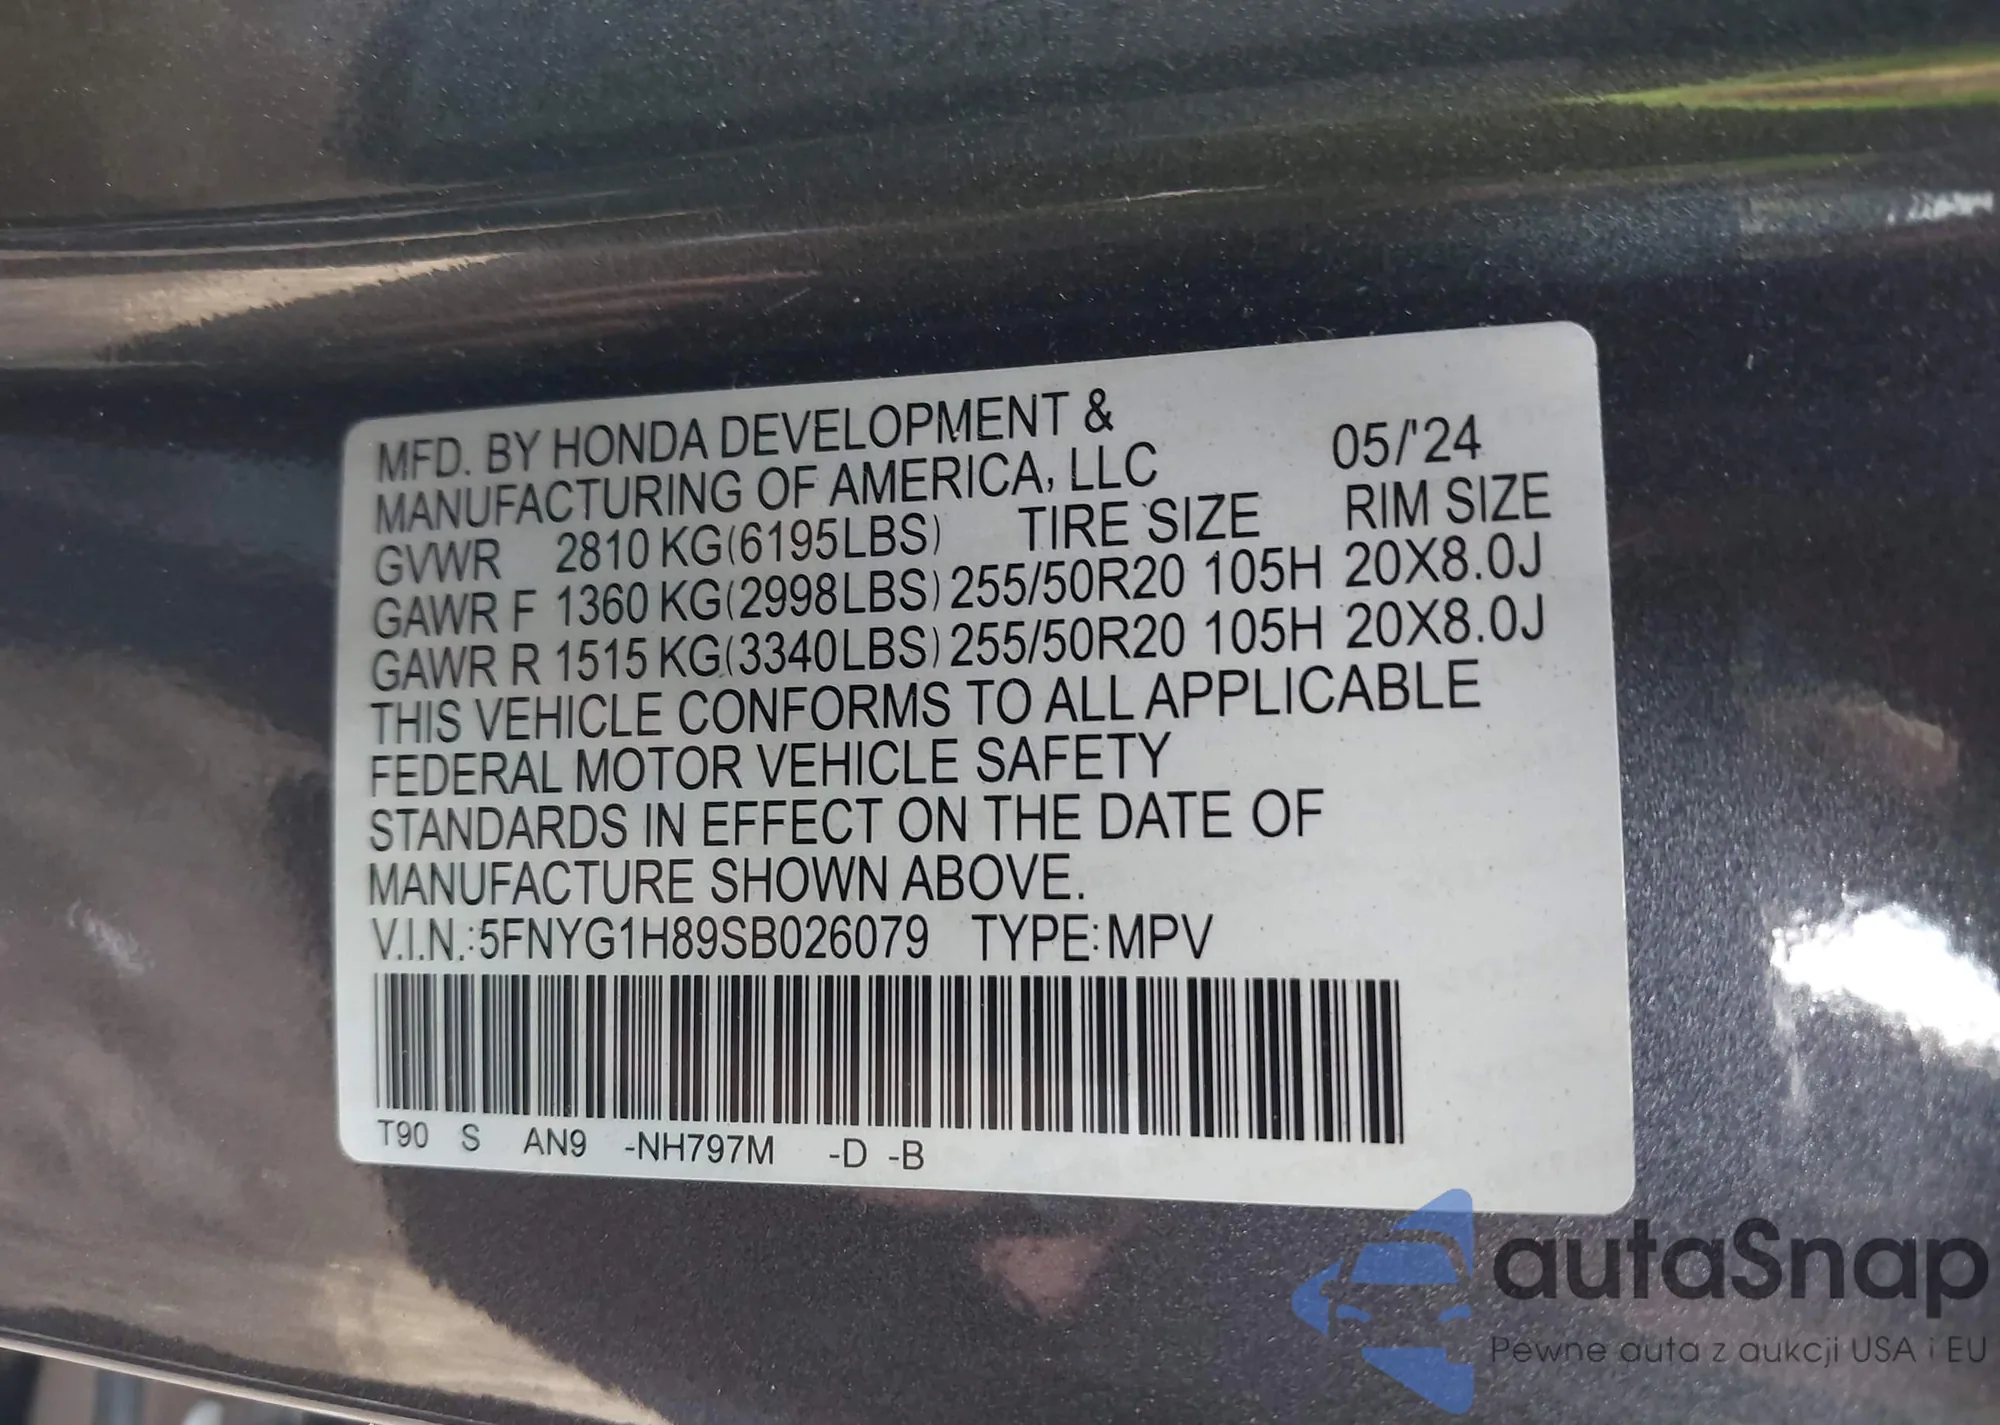 MFD. BY HONDA DEVELOPMENT &
MANUFACTURING OF AMERICA, LLC 05/'24
GVWR 2810 KG(6195LBS) TIRE SIZE RIM SIZE
GAWR F 1360 KG(2998LBS) 255/50R20 105H 20X8.0J
GAWR R 1515 KG(3340LBS) 255/50R20 105H 20X8.0J
THIS VEHICLE CONFORMS TO ALL APPLICABLE
FEDERAL MOTOR VEHICLE SAFETY
STANDARDS IN EFFECT ON THE DATE OF
MANUFACTURE SHOWN ABOVE.
V.I.N.:5FNYG1H89SB026079 TYPE:MPV
T90 S AN9 -NH797M -D -B
autaSnap
Pewne auta z aukcji USA i EU